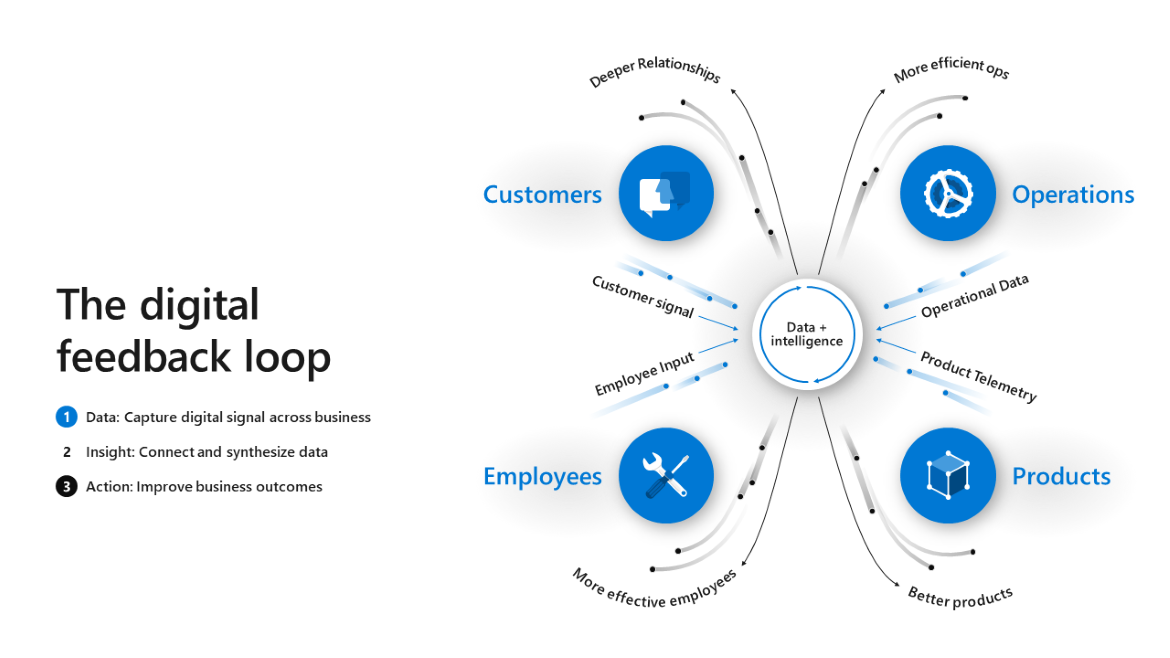 The digital
feedback loop
1 Data: Capture digital signal across business
2 Insight: Connect and synthesize data
3 Action: Improve business outcomes
Deeper Relationships
More efficient ops
Customers
Operations
Customer signal
Operational Data
Data +
intelligence
Employee Input
Product Telemetry
Employees
Products
More effective employees
Better products